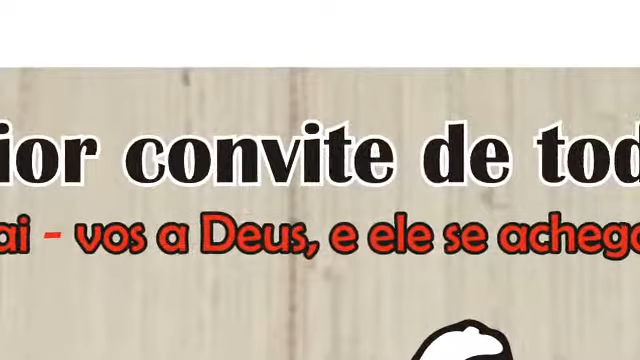 ior convite de tod
ai - vos a Deus, e ele se achega